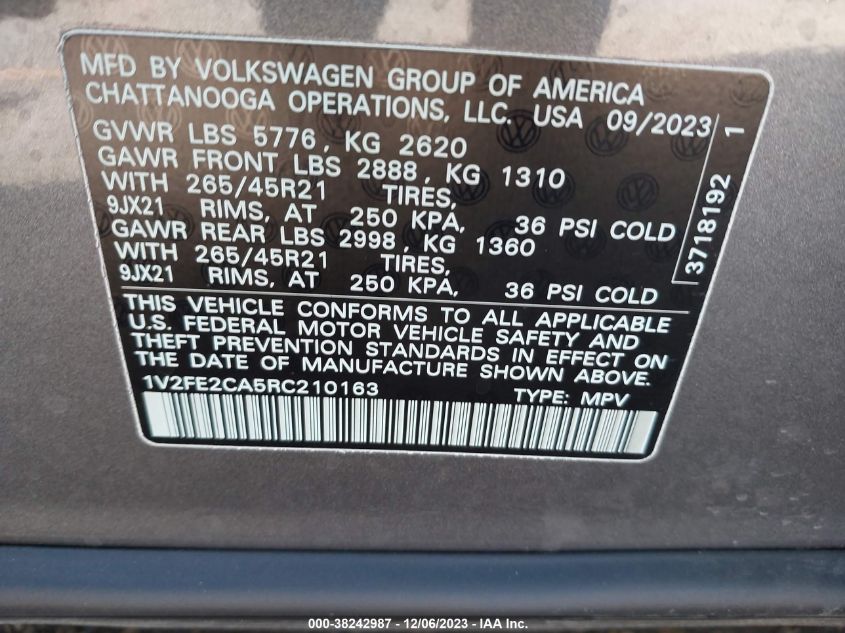 MFD BY VOLKSWAGEN GROUP OF AMERICA
CHATTANOOGA OPERATIONS, LLC, USA 09/2023
GVWR LBS 5776, KG 2620
GAWR FRONT LBS 2888, KG 1310
WITH 265/45R21 TIRES,
9JX21 RIMS, AT 250 KPA, 36 PSI COLD
GAWR REAR LBS 2998, KG 1360
WITH 265/45R21 TIRES,
9JX21 RIMS, AT 250 KPA, 36 PSI COLD
THIS VEHICLE CONFORMS TO ALL APPLICABLE
U.S. FEDERAL MOTOR VEHICLE SAFETY AND
THEFT PREVENTION STANDARDS IN EFFECT ON
THE DATE OF MANUFACTURE SHOWN ABOVE.
1V2FE2CA5RC210163 TYPE: MPV
3718192 1
000-38242987 - 12/06/2023 - IAA Inc.